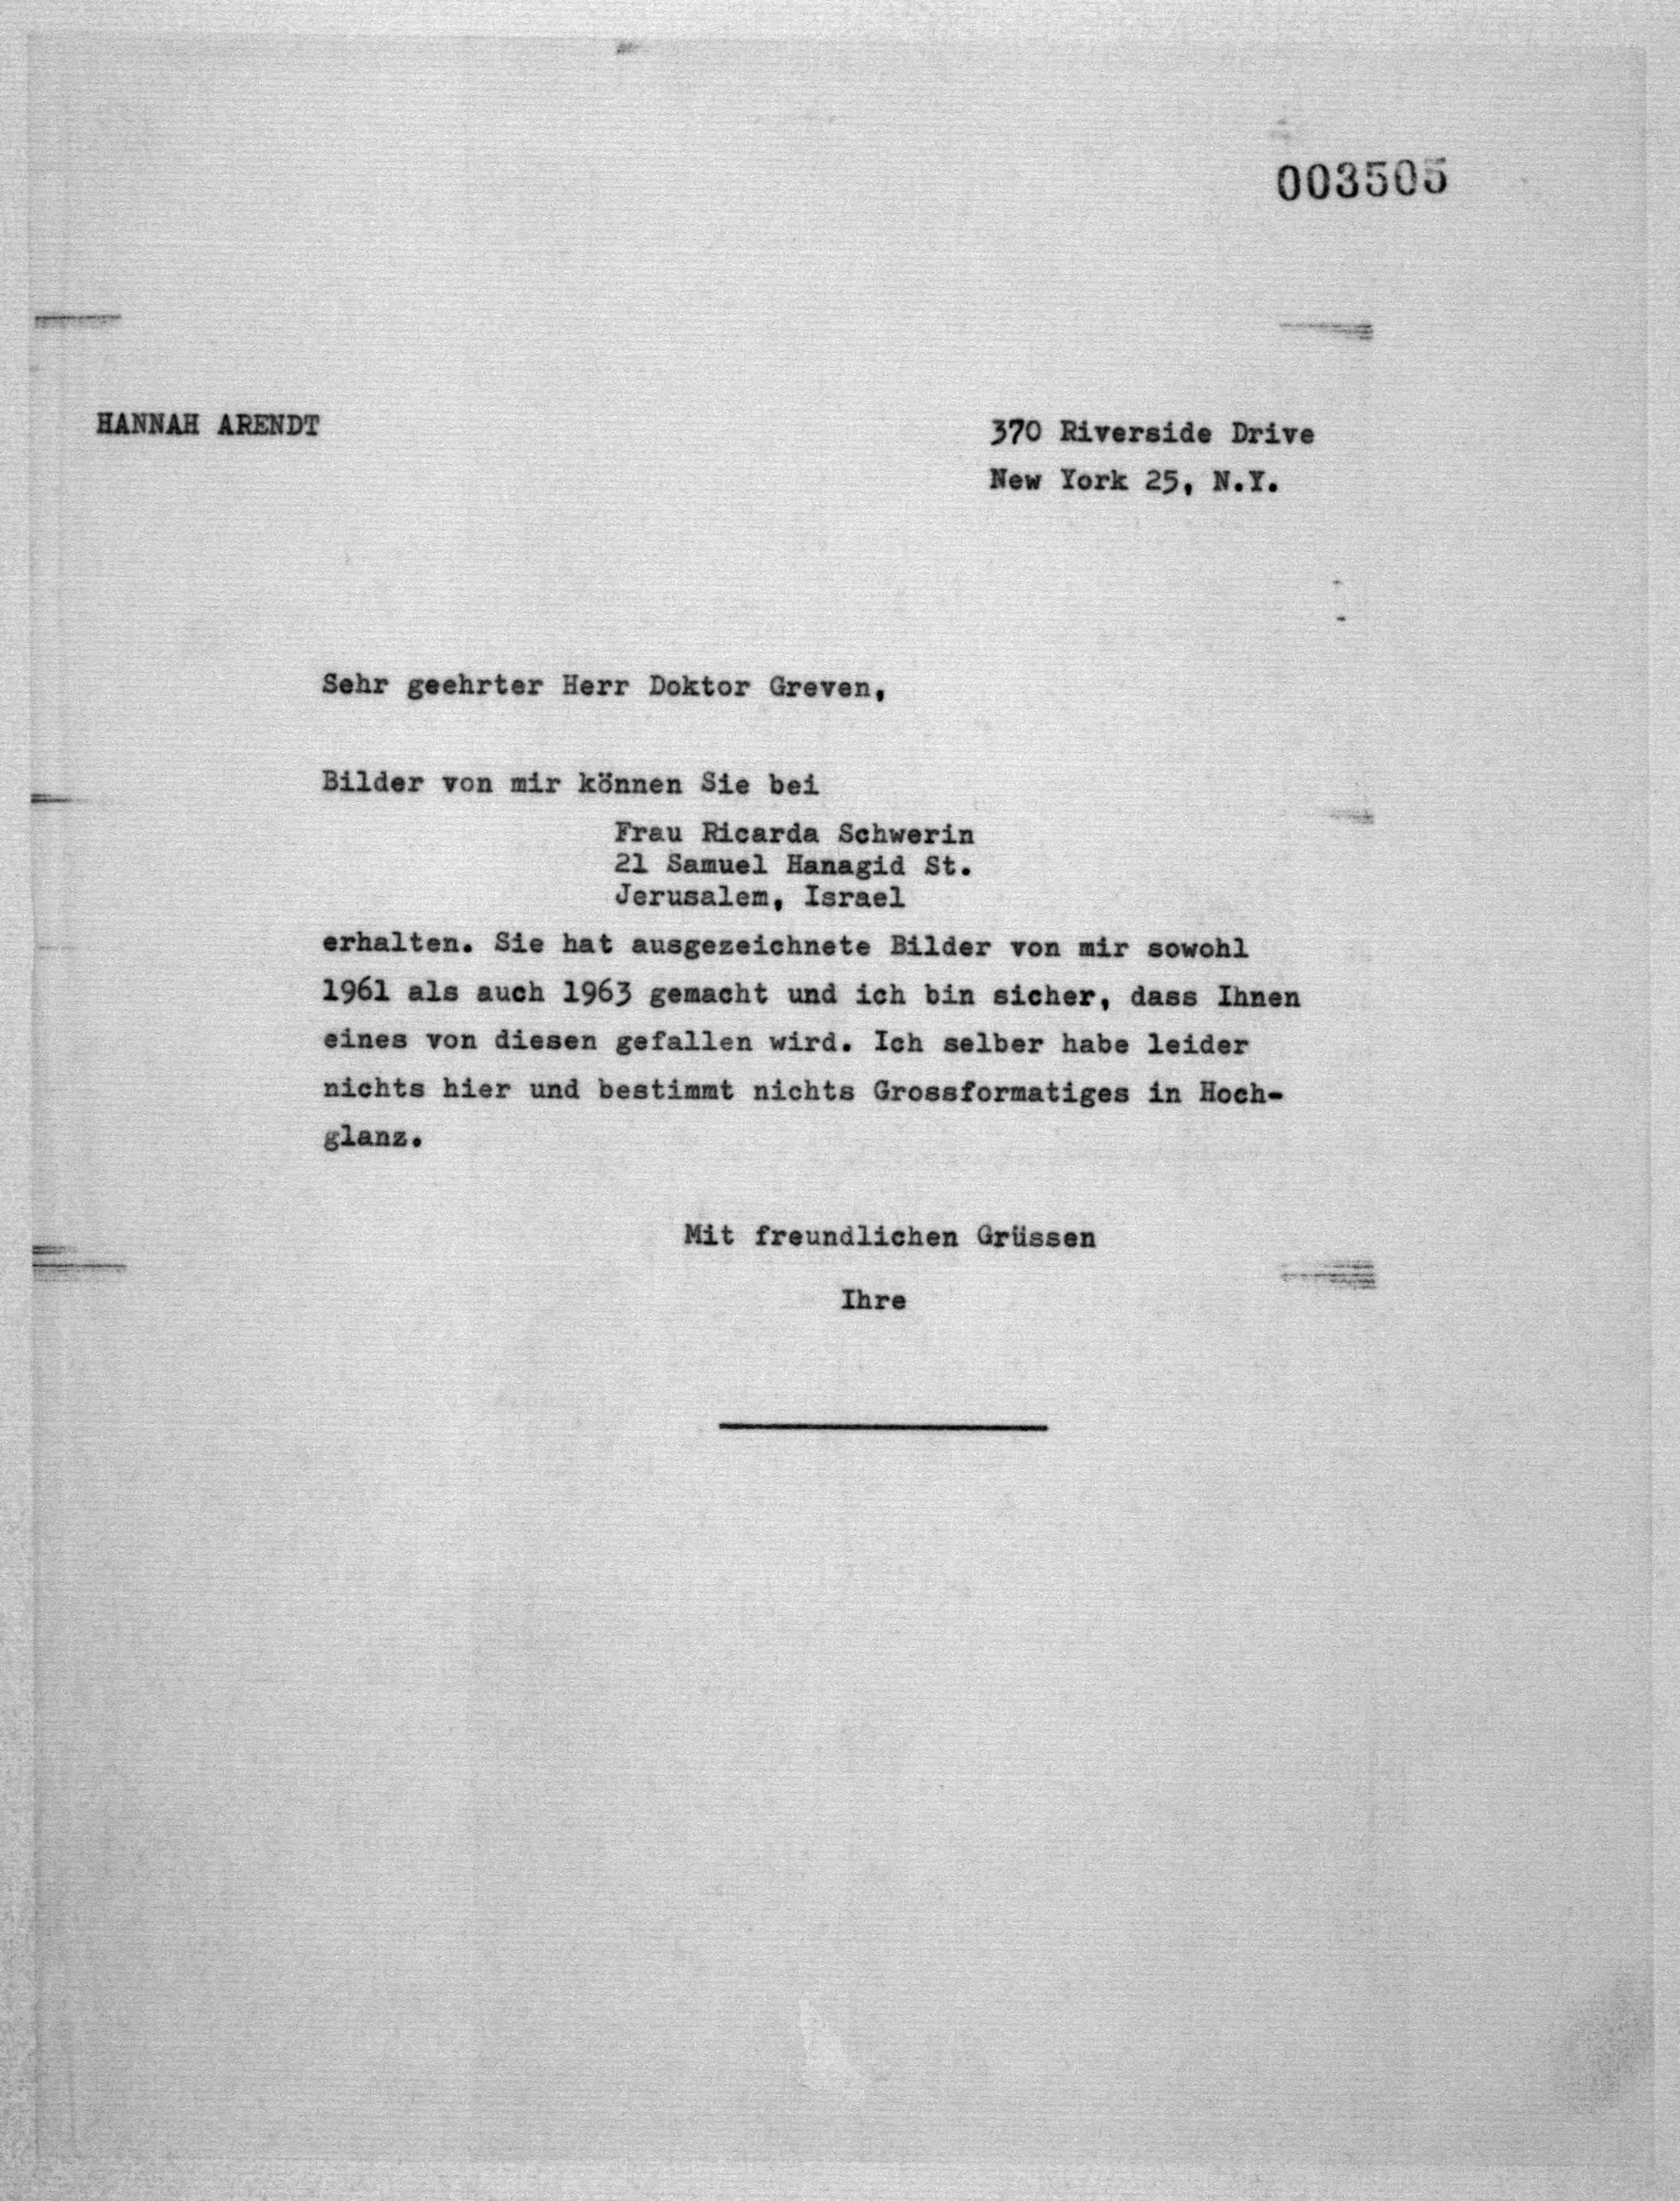 003505
HANNAH ARENDT
370 Riverside Drive
New York 25, N.Y.
Sehr geehrter Herr Doktor Greven,
Bilder von mir können Sie bei
Frau Ricarda Schwerin
21 Samuel Hanagid St.
Jerusalem, Israel
erhalten. Sie hat ausgezeichnete Bilder von mir sowohl
1961 als auch 1963 gemacht und ich bin sicher, dass Ihnen
eines von diesen gefallen wird. Ich selber habe leider
nichts hier und bestimmt nichts Grossformatiges in Hoch-
glanz.
Mit freundlichen Grüssen
Ihre